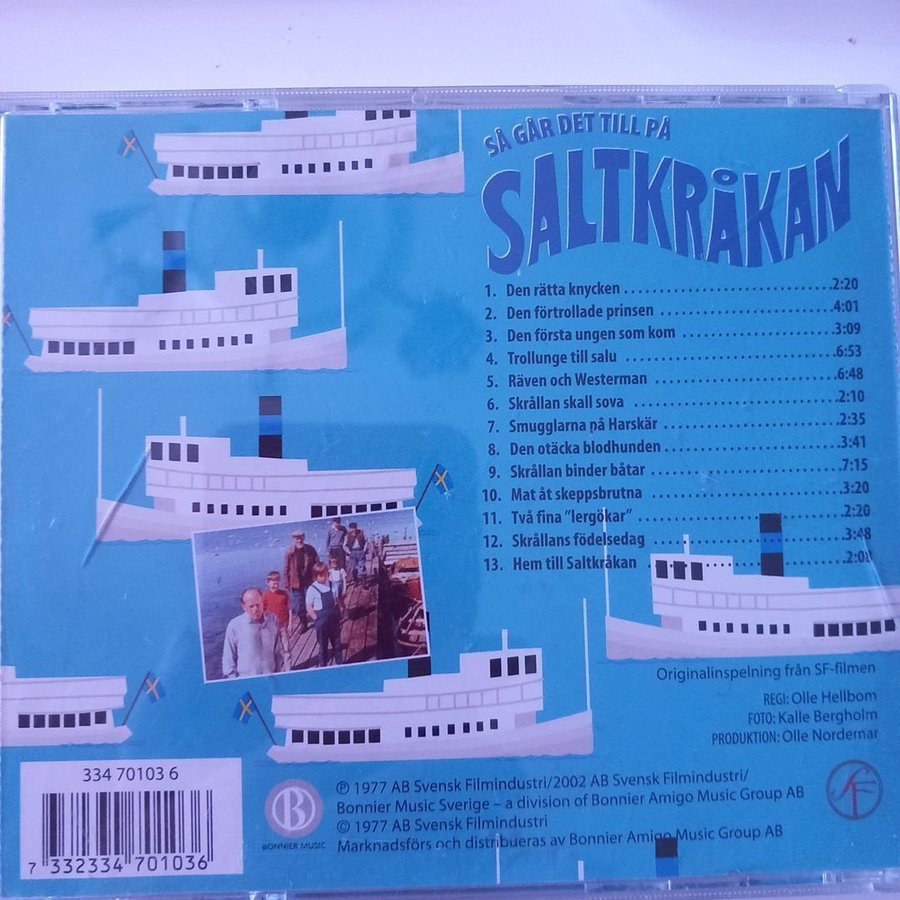 SÅ GÅR DET TILL PÅ
SALTKRÅKAN
1. Den rätta knycken 2:20
2. Den förtrollade prinsen 4:01
3. Den första ungen som kom 3:09
4. Trollunge till salu 6:53
5. Räven och Westerman 6:48
6. Skrållan skall sova 2:10
7. Smugglarna på Harskär 2:35
8. Den otäcka blodhunden 3:41
9. Skrållan binder båtar 7:15
10. Mat åt skeppsbrutna 3:20
11. Två fina "lergökar" 2:20
12. Skrållans födelsedag 3:48
13. Hem till Saltkråkan 2:08
Originalinspelning från SF-filmen
REGI: Olle Hellbom
FOTO: Kalle Bergholm
PRODUKTION: Olle Nordemar
334 70103 6
7 332334 701036
B
BONNIER MUSIC
℗ 1977 AB Svensk Filmindustri/2002 AB Svensk Filmindustri/
Bonnier Music Sverige – a division of Bonnier Amigo Music Group AB
© 1977 AB Svensk Filmindustri
Marknadsförs och distribueras av Bonnier Amigo Music Group AB
SF